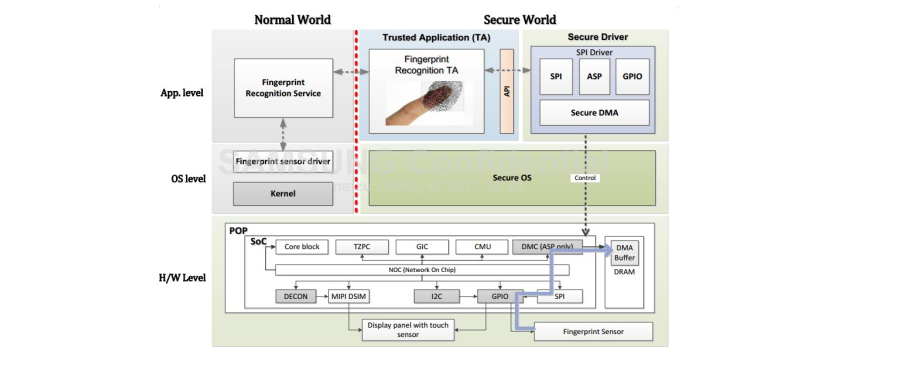 Normal World
Secure World
Trusted Application (TA)
Secure Driver
App. level
Fingerprint
Recognition Service
Fingerprint
Recognition TA
API
SPI Driver
SPI
ASP
GPIO
Secure DMA
OS level
Fingerprint sensor driver
Kernel
SAMSUNG Confidential
Secure OS
Control
H/W Level
POP
SoC
Core block
TZPC
GIC
CMU
DMC (ASP only)
DMA
Buffer
DRAM
NOC (Network On Chip)
DECON
MIPI DSIM
I2C
GPIO
SPI
Display panel with touch
sensor
Fingerprint Sensor